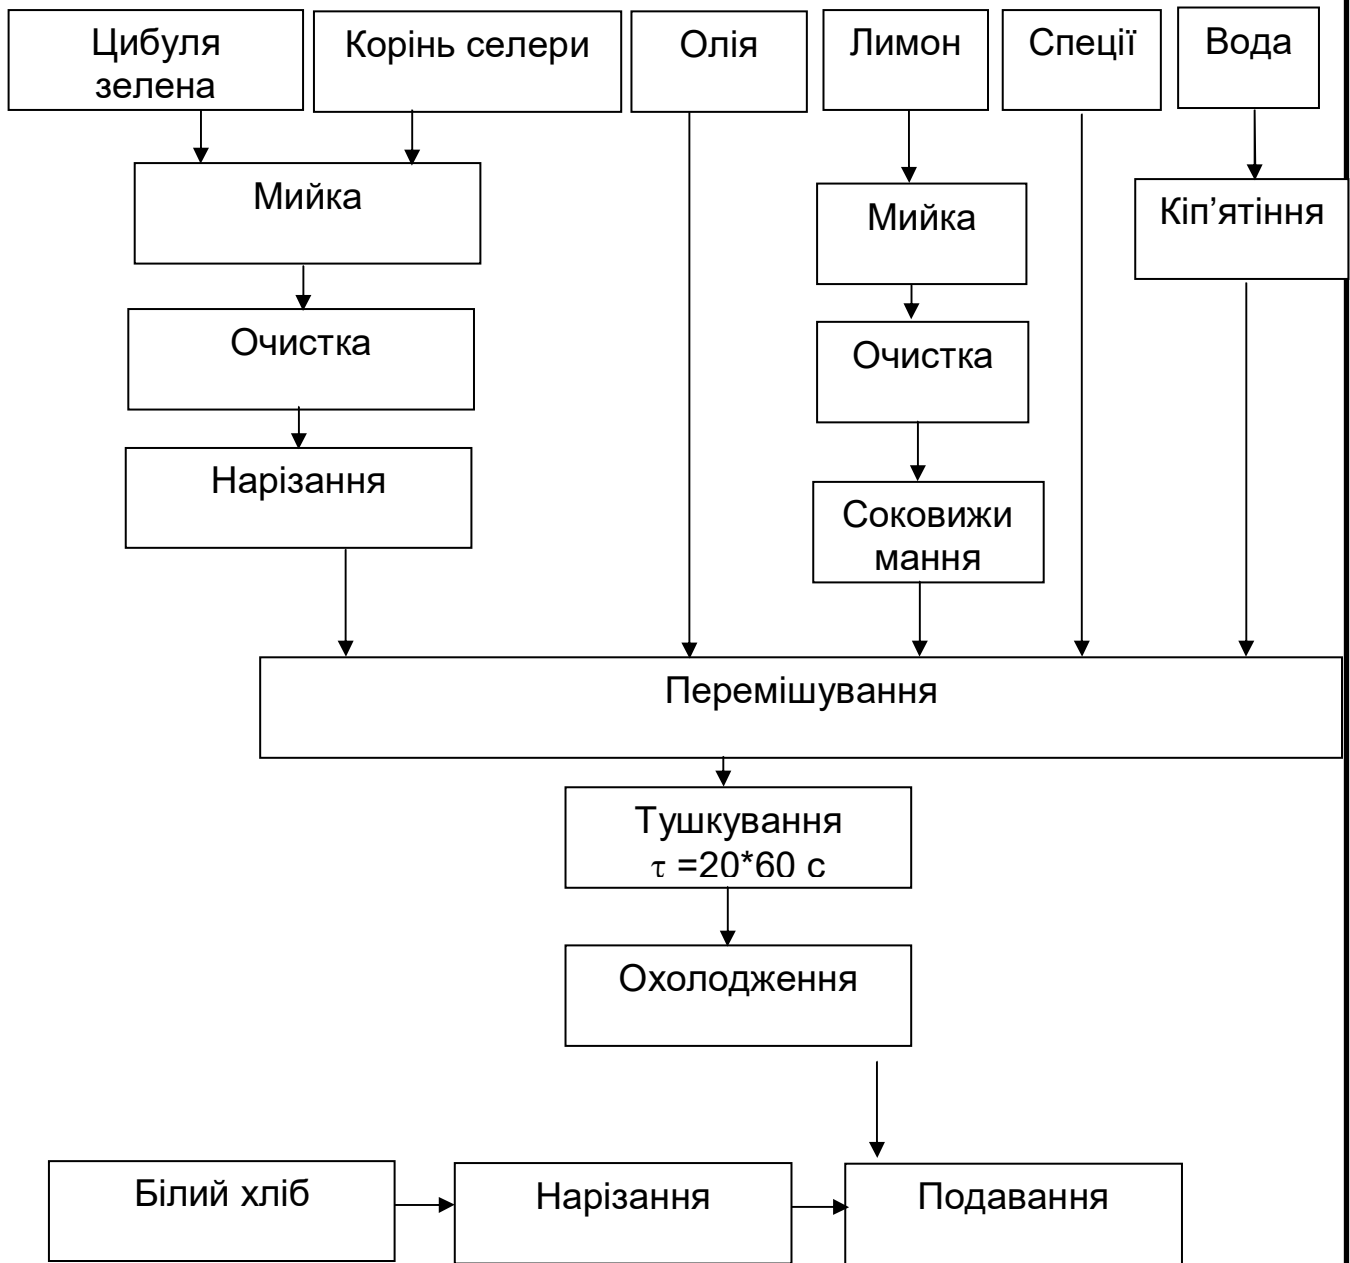 Цибуля
зелена
Корінь селери
Олія
Лимон
Спеції
Вода
Мийка
Мийка
Кіп’ятіння
Очистка
Очистка
Нарізання
Соковижи
мання
Перемішування
Тушкування
τ =20*60 с
Охолодження
Білий хліб
Нарізання
Подавання